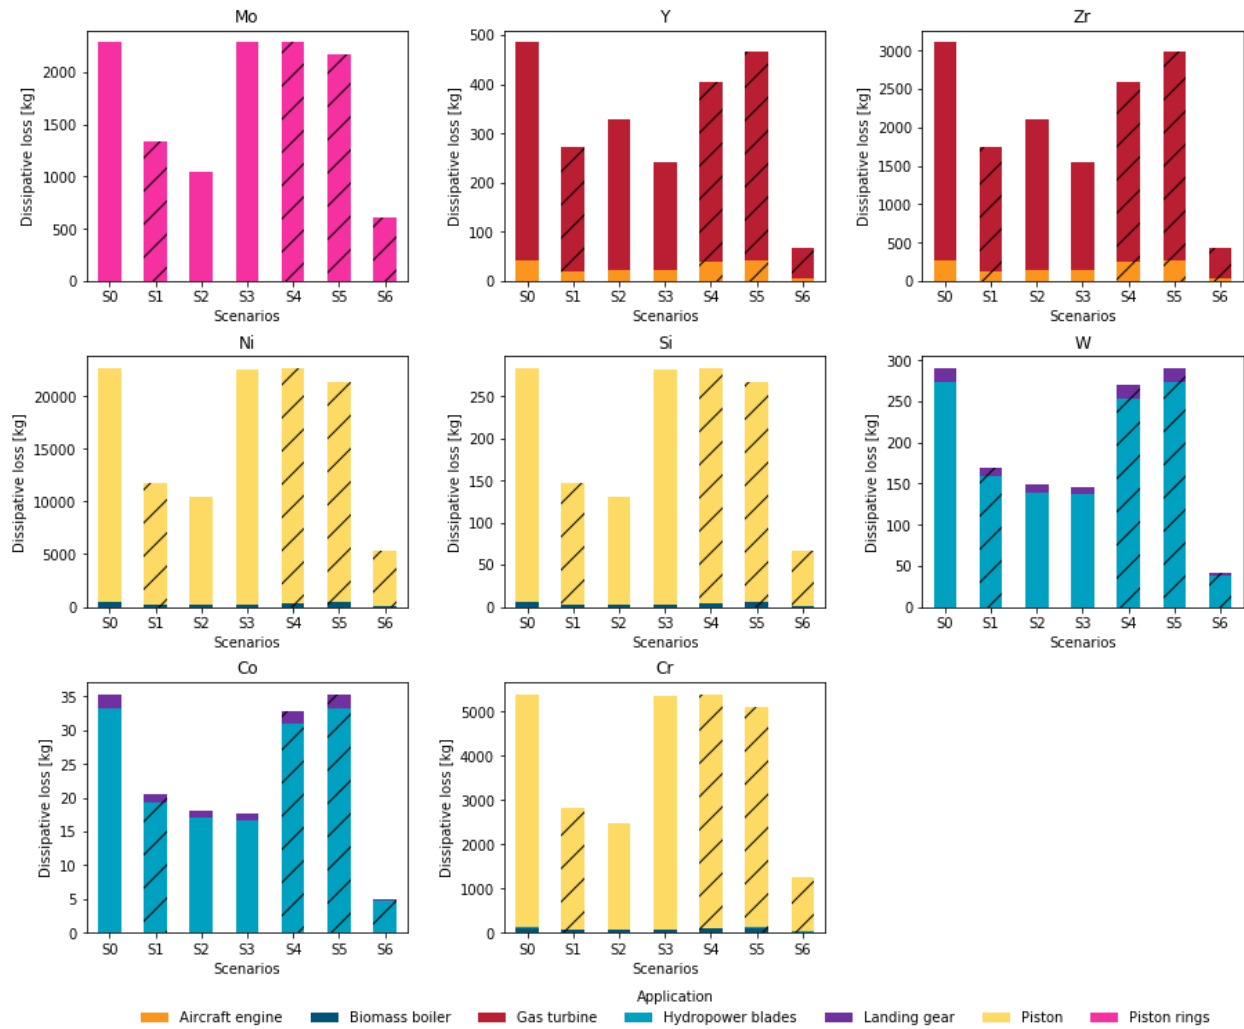 Mo
Y
Zr
Dissipative loss [kg]
2000
1500
1000
500
0
S0 S1 S2 S3 S4 S5 S6
Scenarios
Dissipative loss [kg]
500
400
300
200
100
0
S0 S1 S2 S3 S4 S5 S6
Scenarios
Dissipative loss [kg]
3000
2500
2000
1500
1000
500
0
S0 S1 S2 S3 S4 S5 S6
Scenarios
Ni
Si
W
Dissipative loss [kg]
20000
15000
10000
5000
0
S0 S1 S2 S3 S4 S5 S6
Scenarios
Dissipative loss [kg]
250
200
150
100
50
0
S0 S1 S2 S3 S4 S5 S6
Scenarios
Dissipative loss [kg]
300
250
200
150
100
50
0
S0 S1 S2 S3 S4 S5 S6
Scenarios
Co
Cr
Dissipative loss [kg]
35
30
25
20
15
10
5
0
S0 S1 S2 S3 S4 S5 S6
Scenarios
Dissipative loss [kg]
5000
4000
3000
2000
1000
0
S0 S1 S2 S3 S4 S5 S6
Scenarios
Application
Aircraft engine Biomass boiler Gas turbine Hydropower blades Landing gear Piston Piston rings